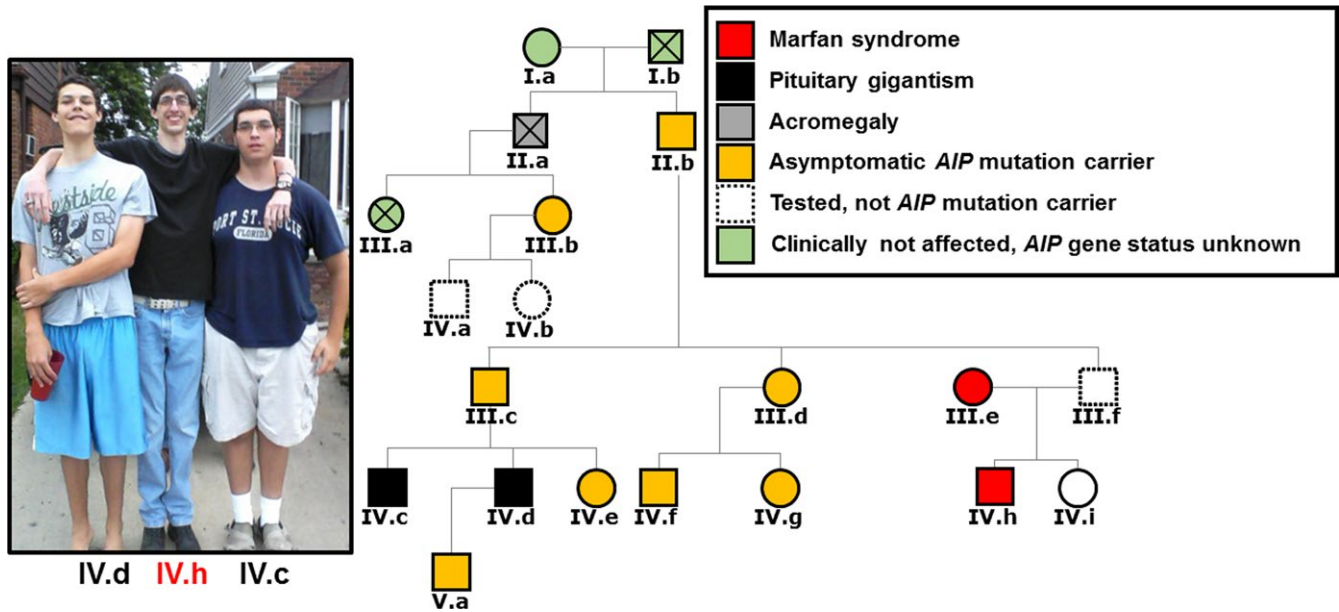 Marfan syndrome
Pituitary gigantism
Acromegaly
Asymptomatic AIP mutation carrier
Tested, not AIP mutation carrier
Clinically not affected, AIP gene status unknown
I.a
I.b
II.a
II.b
III.a
III.b
IV.a
IV.b
III.c
III.d
III.e
III.f
IV.c
IV.d
IV.e
IV.f
IV.g
IV.h
IV.i
V.a
PORT ST. LUCIE
FLORIDA
IV.d IV.h IV.c